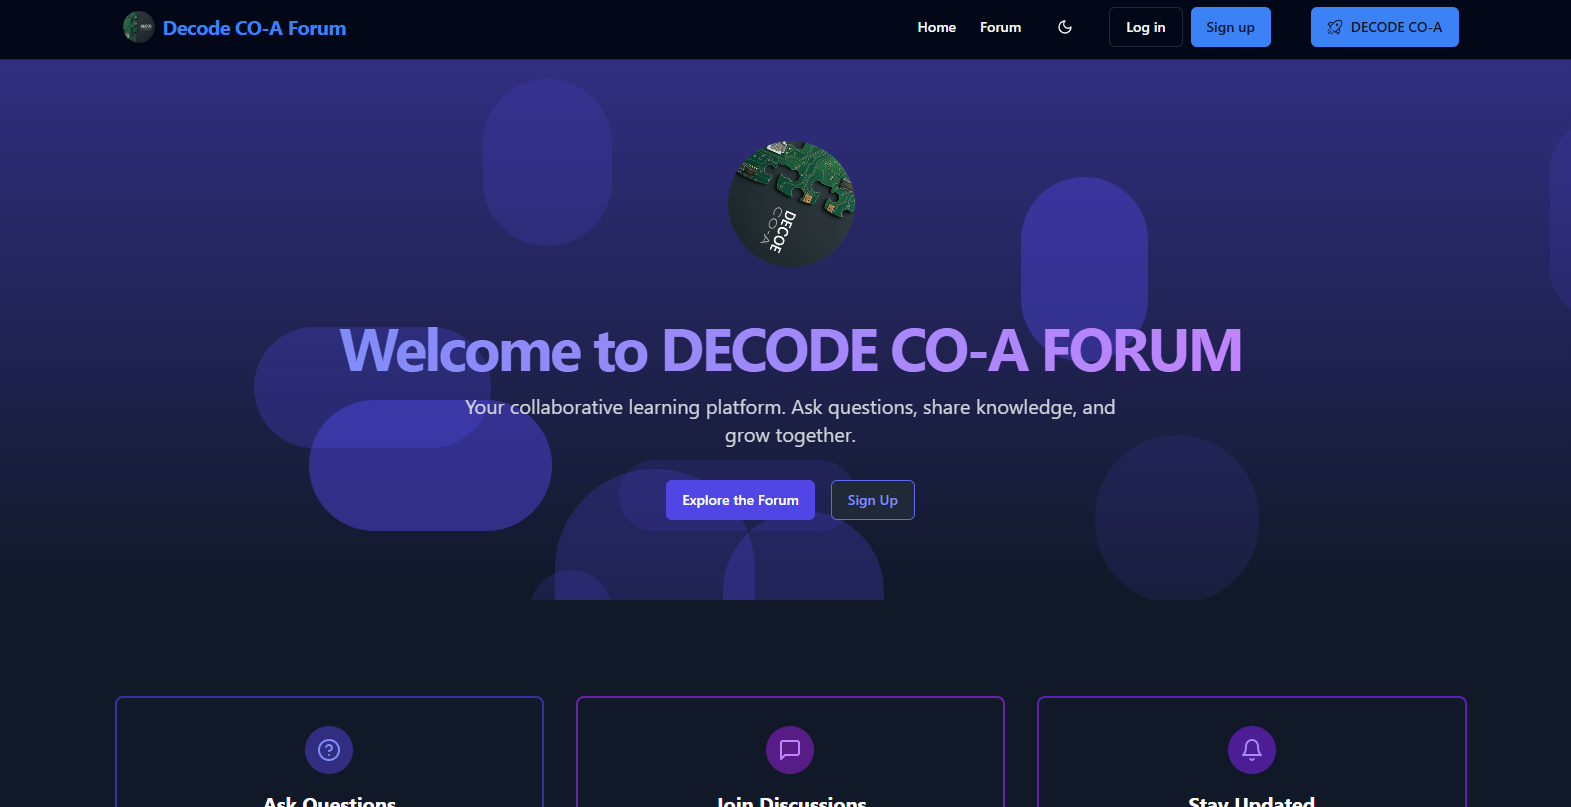 Decode CO-A Forum
Home
Forum
Log in
Sign up
DECODE CO-A
DECOE
CO-A
Welcome to DECODE CO-A FORUM
Your collaborative learning platform. Ask questions, share knowledge, and
grow together.
Explore the Forum
Sign Up
Ask Questions
Join Discussions
Stay Updated